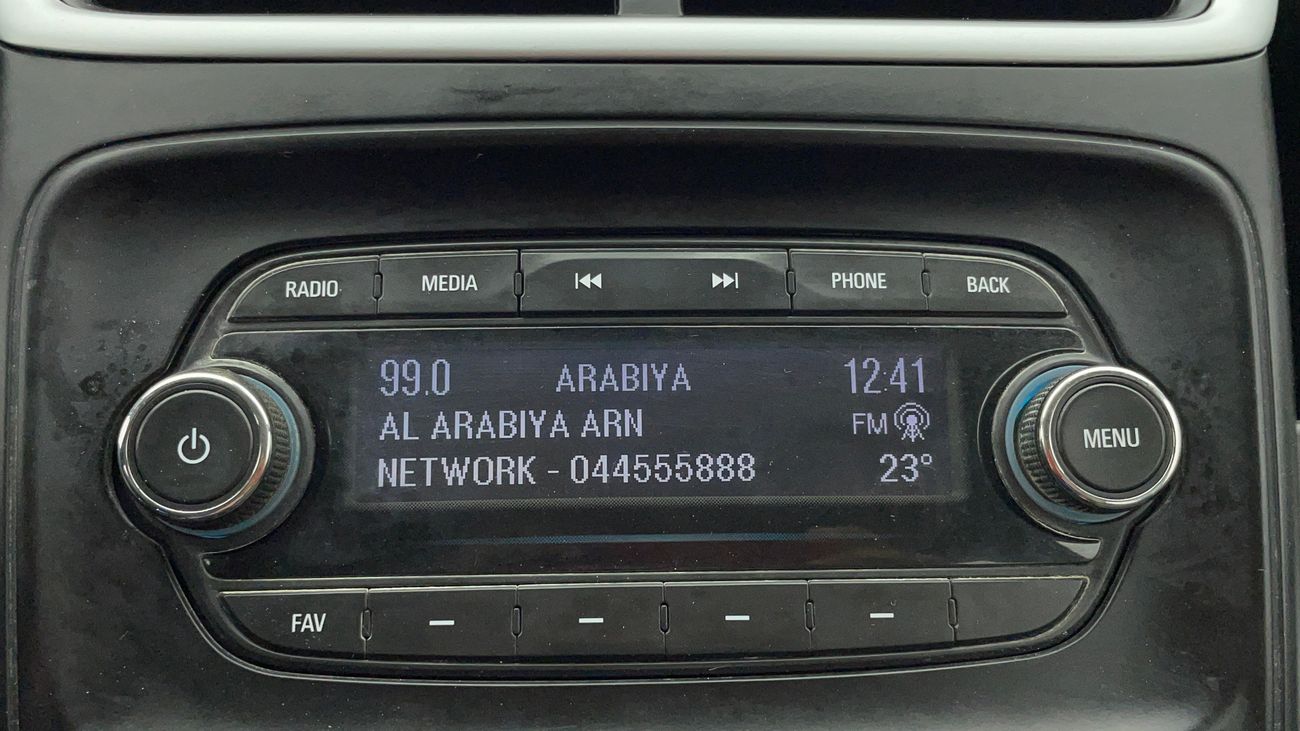 RADIO MEDIA PHONE BACK
99.0 ARABIYA 12:41
AL ARABIYA ARN FM
NETWORK - 044555888 23°
MENU
FAV